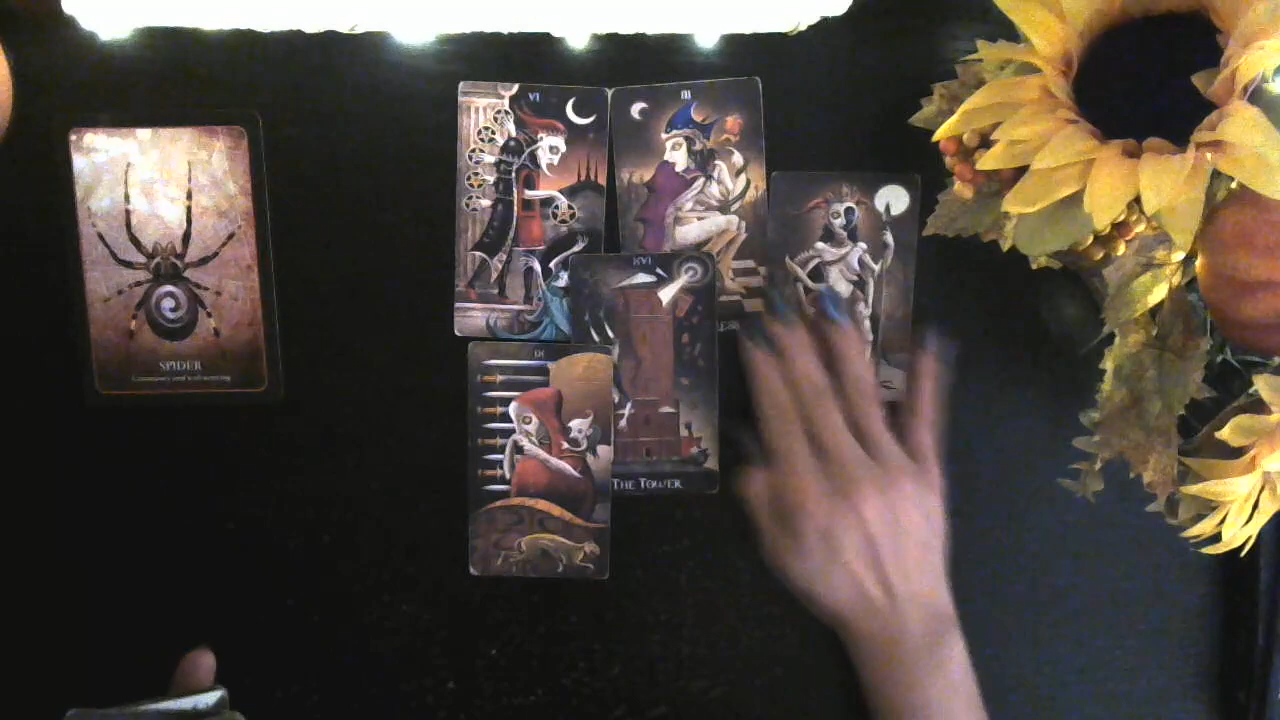 VI
III
XVI
SPIDER
IX
THE TOWER